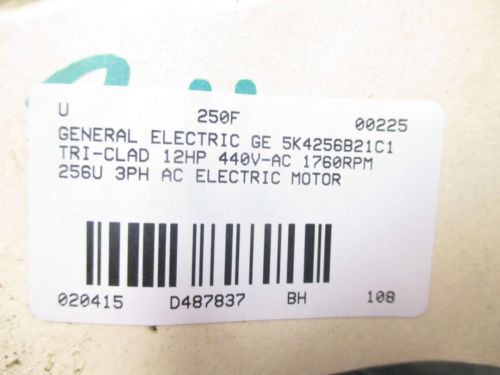 U 250F 00225
GENERAL ELECTRIC GE 5K4256B21C1
TRI-CLAD 12HP 440V-AC 1760RPM
256U 3PH AC ELECTRIC MOTOR
020415 D487837 BH 108